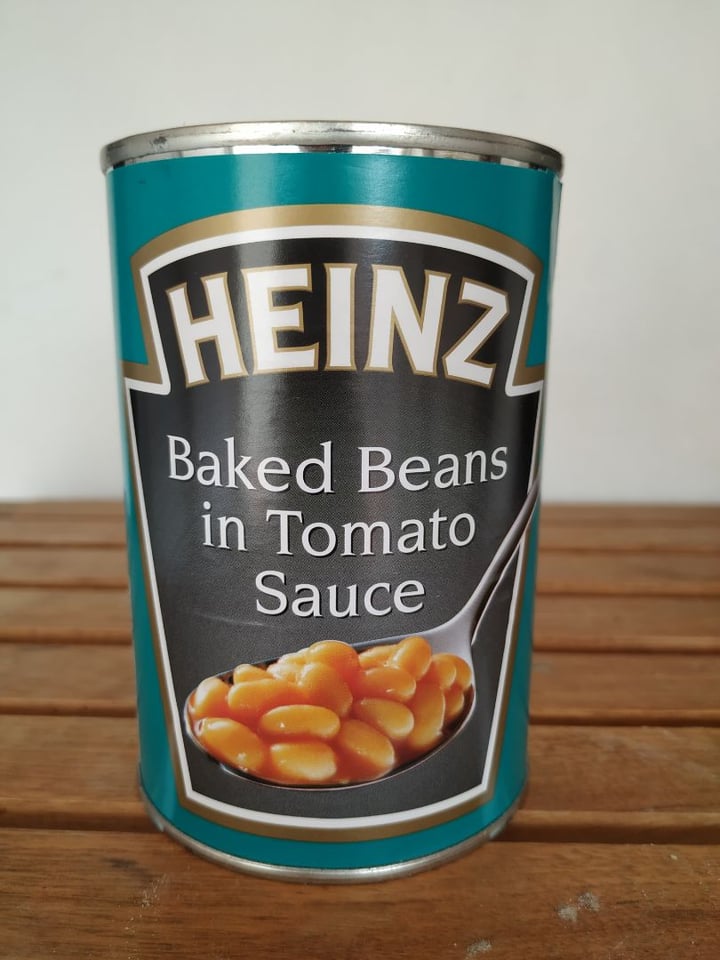 HEINZ
Baked Beans
in Tomato
Sauce